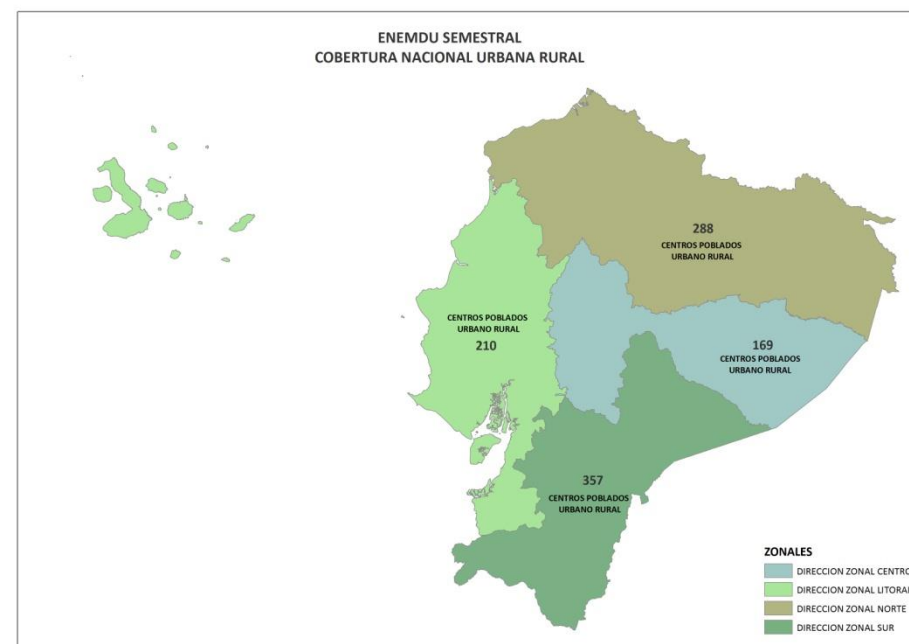 ENEMDU SEMESTRAL
COBERTURA NACIONAL URBANA RURAL
288
CENTROS POBLADOS
URBANO RURAL
CENTROS POBLADOS
URBANO RURAL
210
169
CENTROS POBLADOS
URBANO RURAL
357
CENTROS POBLADOS
URBANO RURAL
ZONALES
DIRECCION ZONAL CENTRO
DIRECCION ZONAL LITORAL
DIRECCION ZONAL NORTE
DIRECCION ZONAL SUR